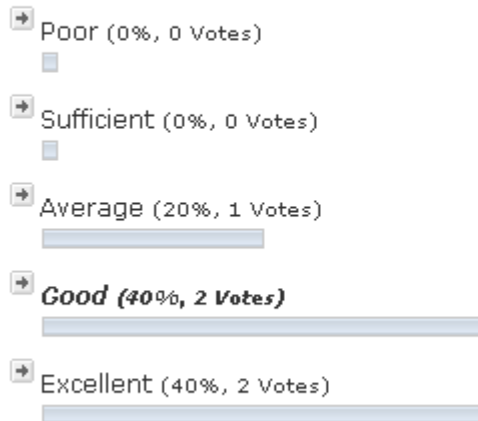 Poor (0%, 0 Votes)
Sufficient (0%, 0 Votes)
Average (20%, 1 Votes)
Good (40%, 2 Votes)
Excellent (40%, 2 Votes)